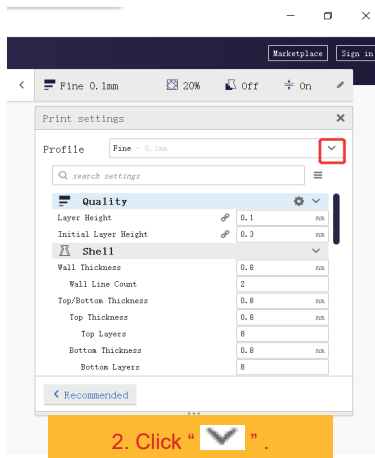 Marketplace Sign in
Fine 0.1mm 20% Off On
Print settings
Profile Fine - 0.1mm
search settings
Quality
Layer Height 0.1 mm
Initial Layer Height 0.3 mm
Shell
Wall Thickness 0.8 mm
Wall Line Count 2
Top/Bottom Thickness 0.8 mm
Top Thickness 0.8 mm
Top Layers 8
Bottom Thickness 0.8 mm
Bottom Layers 8
Recommended
2. Click “ ” .